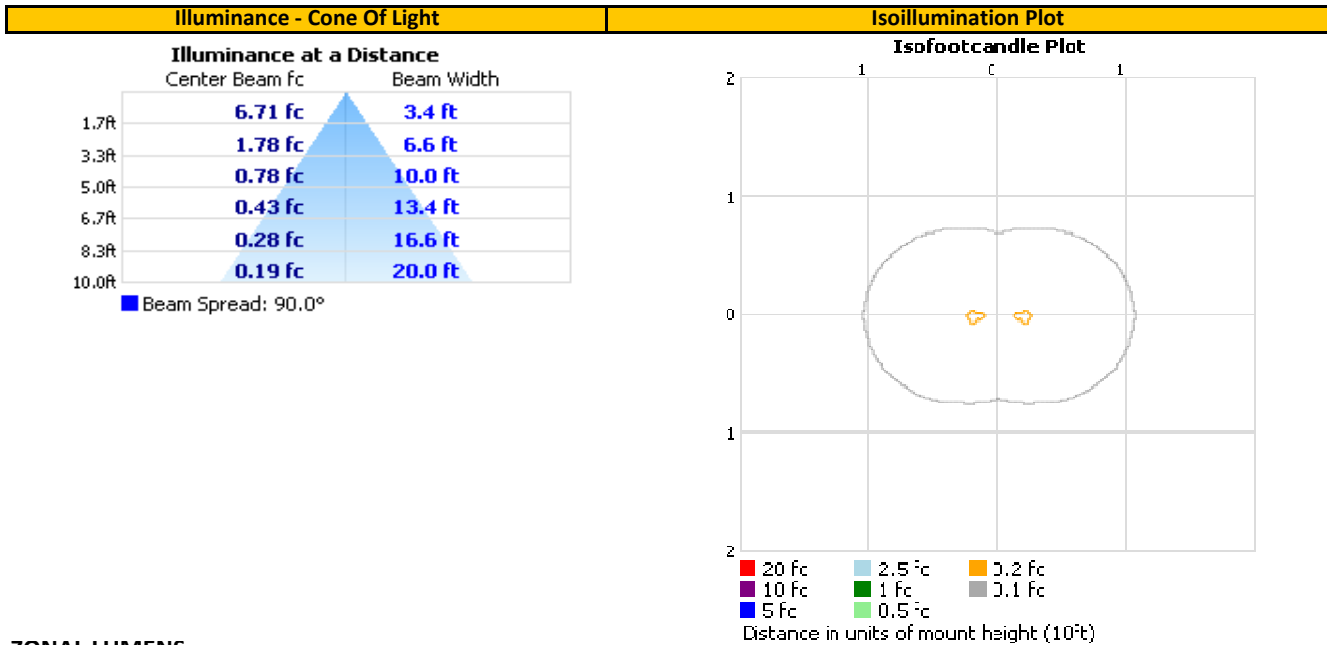 Illuminance - Cone Of Light
Isoillumination Plot
Illuminance at a Distance
Center Beam fc Beam Width
1.7ft 6.71 fc 3.4 ft
3.3ft 1.78 fc 6.6 ft
5.0ft 0.78 fc 10.0 ft
6.7ft 0.43 fc 13.4 ft
8.3ft 0.28 fc 16.6 ft
10.0ft 0.19 fc 20.0 ft
Beam Spread: 90.0°
Isofootcandle Plot
1 0 1
2
1
0
1
2
20 fc 2.5 fc 0.2 fc
10 fc 1 fc 0.1 fc
5 fc 0.5 fc
Distance in units of mount height (10ft)
ZONAL LUMENS